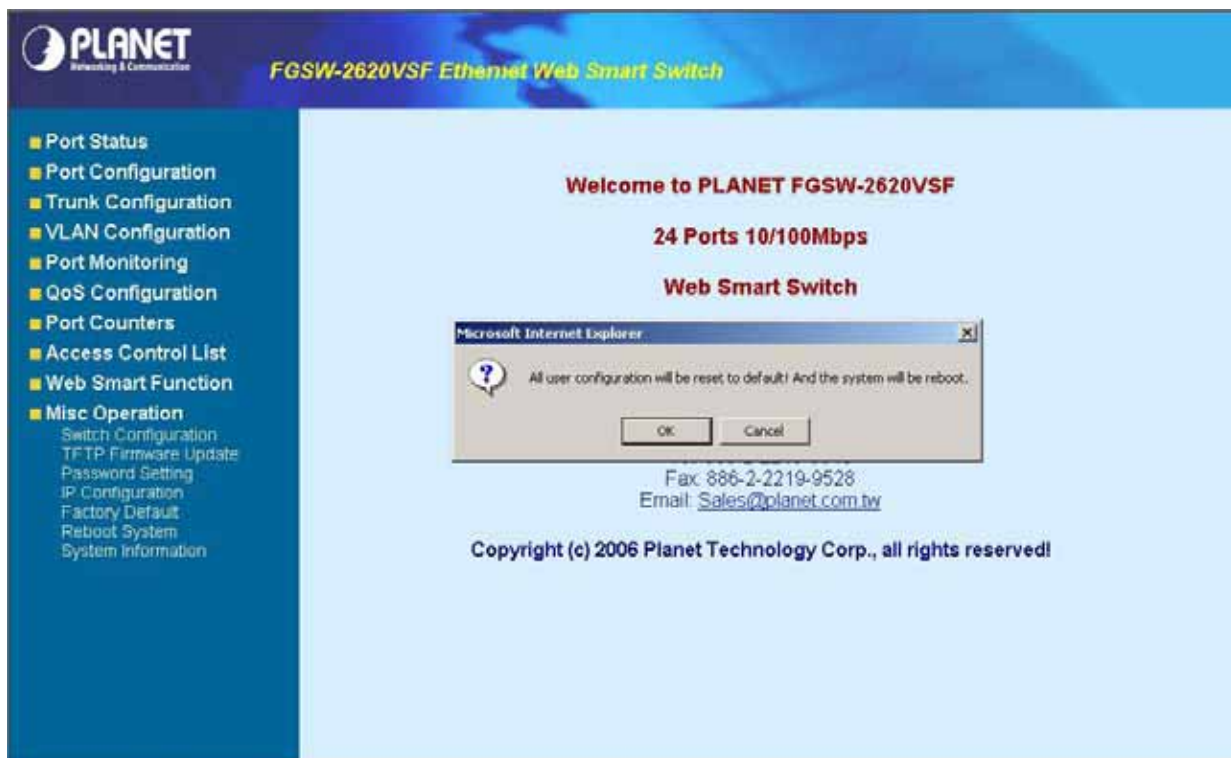 PLANET
Networking & Communication
FGSW-2620VSF Ethernet Web Smart Switch
Port Status
Port Configuration
Trunk Configuration
VLAN Configuration
Port Monitoring
QoS Configuration
Port Counters
Access Control List
Web Smart Function
Misc Operation
Switch Configuration
TFTP Firmware Update
Password Setting
IP Configuration
Factory Default
Reboot System
System Information
Welcome to PLANET FGSW-2620VSF
24 Ports 10/100Mbps
Web Smart Switch
Microsoft Internet Explorer
All user configuration will be reset to default! And the system will be reboot.
OK
Cancel
Fax: 886-2-2219-9528
Email: Sales@planet.com.tw
Copyright (c) 2006 Planet Technology Corp., all rights reserved!